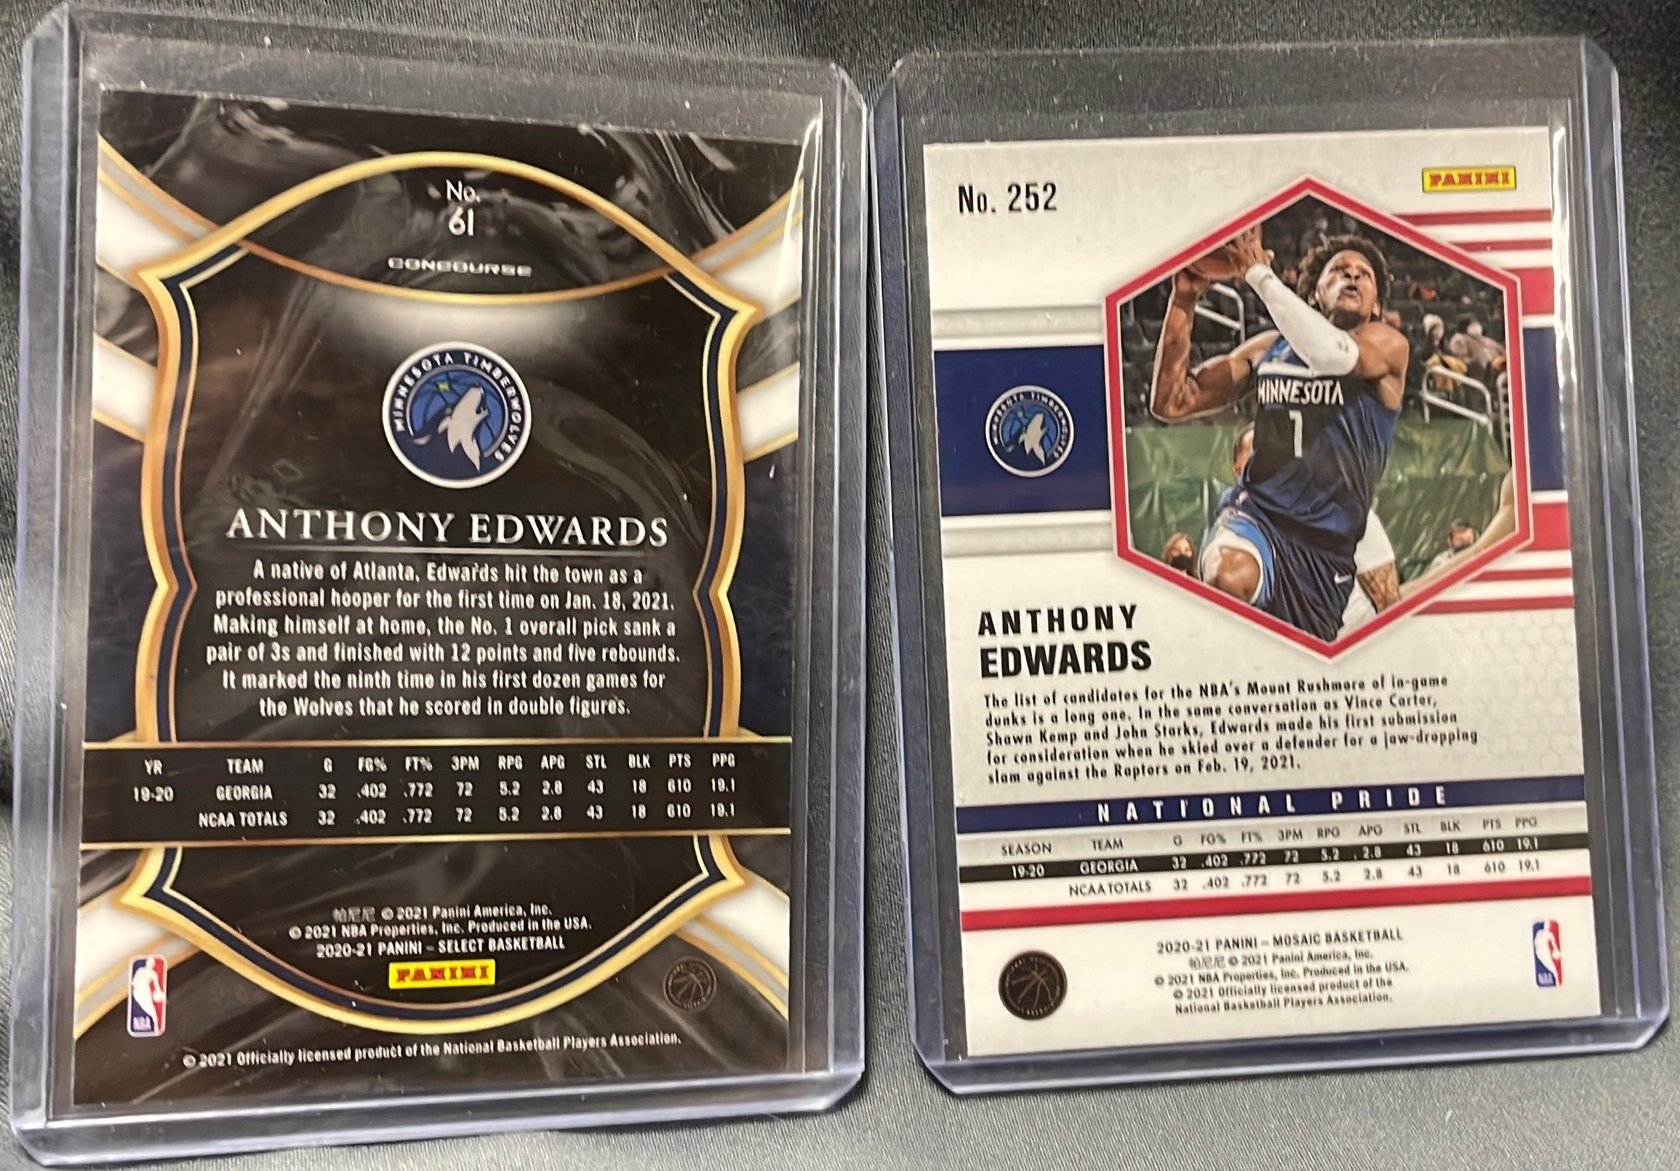 No.
61
CONCOURSE
MINNESOTA TIMBERWOLVES
ANTHONY EDWARDS
A native of Atlanta, Edwards hit the town as a
professional hooper for the first time on Jan. 18, 2021.
Making himself at home, the No. 1 overall pick sank a
pair of 3s and finished with 12 points and five rebounds.
It marked the ninth time in his first dozen games for
the Wolves that he scored in double figures.
YR TEAM G FG% FT% 3PM RPG APG STL BLK PTS PPG
19-20 GEORGIA 32 .402 .772 72 5.2 2.8 43 18 610 19.1
NCAA TOTALS 32 .402 .772 72 5.2 2.8 43 18 610 19.1
帕尼尼 © 2021 Panini America, Inc.
© 2021 NBA Properties, Inc. Produced in the USA.
2020-21 PANINI – SELECT BASKETBALL
PANINI
NBA
© 2021 Officially licensed product of the National Basketball Players Association.
No. 252
PANINI
MINNESOTA
1
MINNESOTA TIMBERWOLVES
ANTHONY
EDWARDS
The list of candidates for the NBA's Mount Rushmore of in-game
dunks is a long one. In the same conversation as Vince Carter,
Shawn Kemp and John Starks, Edwards made his first submission
for consideration when he skied over a defender for a jaw-dropping
slam against the Raptors on Feb. 19, 2021.
NATIONAL PRIDE
SEASON TEAM G FG% FT% 3PM RPG APG STL BLK PTS PPG
19-20 GEORGIA 32 .402 .772 72 5.2 2.8 43 18 610 19.1
NCAA TOTALS 32 .402 .772 72 5.2 2.8 43 18 610 19.1
2020-21 PANINI – MOSAIC BASKETBALL
帕尼尼 © 2021 Panini America, Inc.
© 2021 NBA Properties, Inc. Produced in the USA.
© 2021 Officially licensed product of the
National Basketball Players Association.
NBA